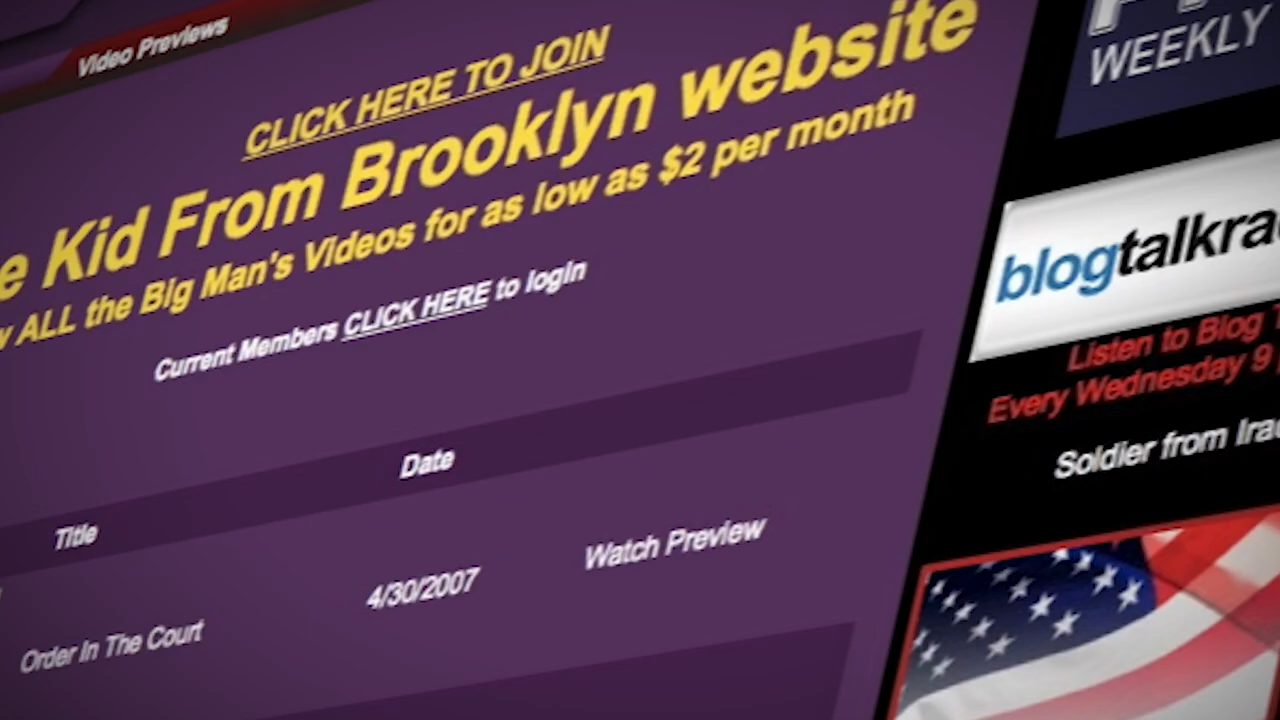 Video Previews
CLICK HERE TO JOIN
Kid From Brooklyn website
ALL the Big Man's Videos for as low as $2 per month
Current Members CLICK HERE to login
Title
Date
Order In The Court
4/30/2007
Watch Preview
WEEKLY
blogtalkra
Listen to Blog
Every Wednesday 9
Soldier from